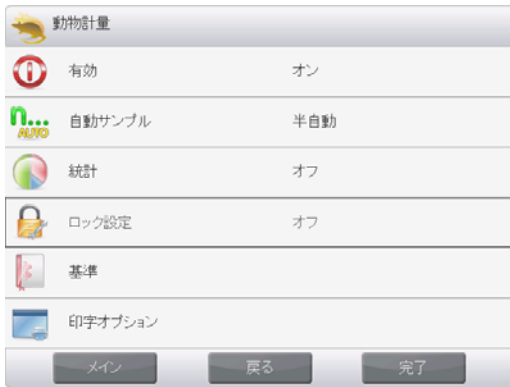 動物計量
有効 オン
n... AUTO 自動サンプル 半自動
統計 オフ
ロック設定 オフ
基準
印字オプション
メイン 戻る 完了